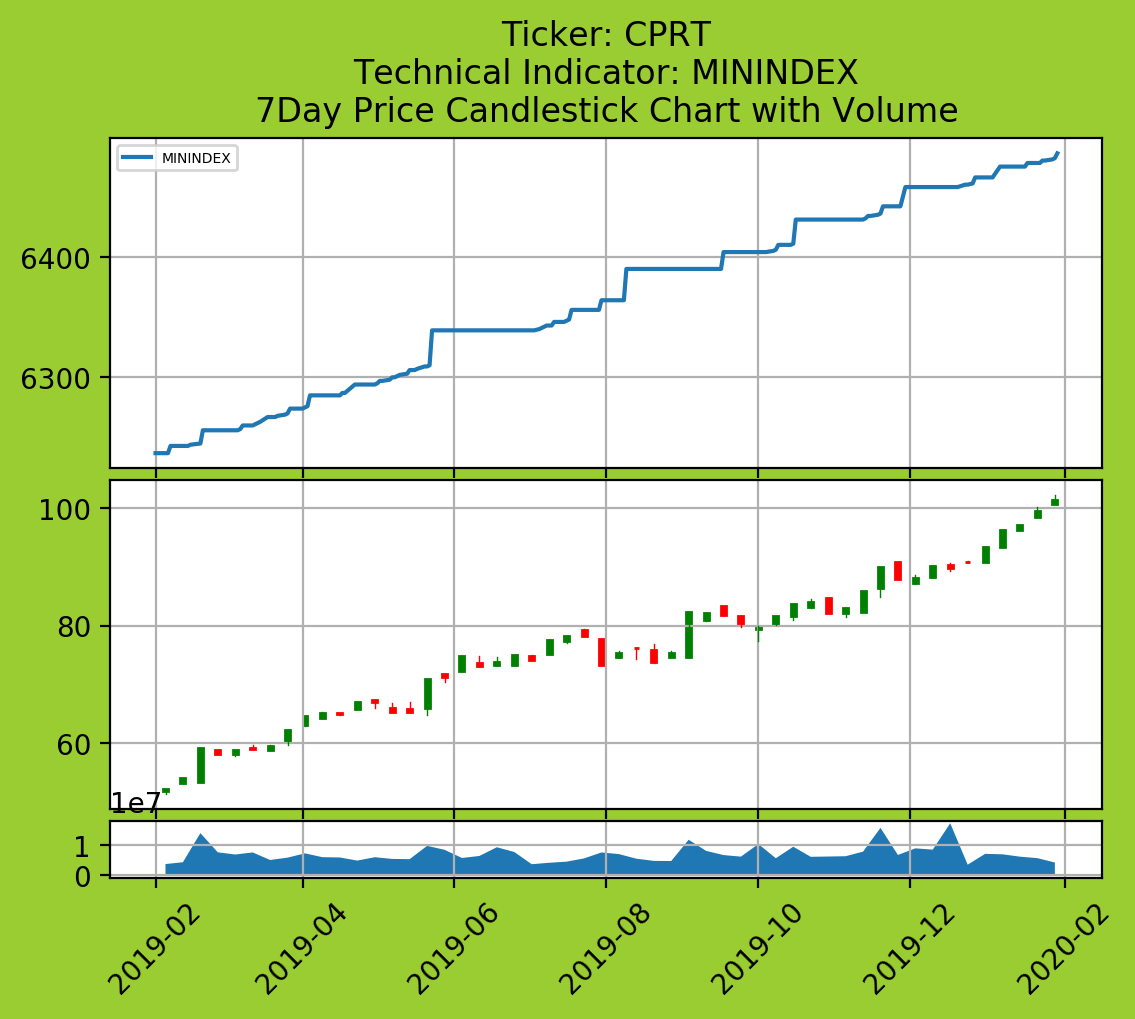 Ticker: CPRT
Technical Indicator: MININDEX
7Day Price Candlestick Chart with Volume
MININDEX
6400
6300
100
80
60
1e7
1
0
2019-02
2019-04
2019-06
2019-08
2019-10
2019-12
2020-02